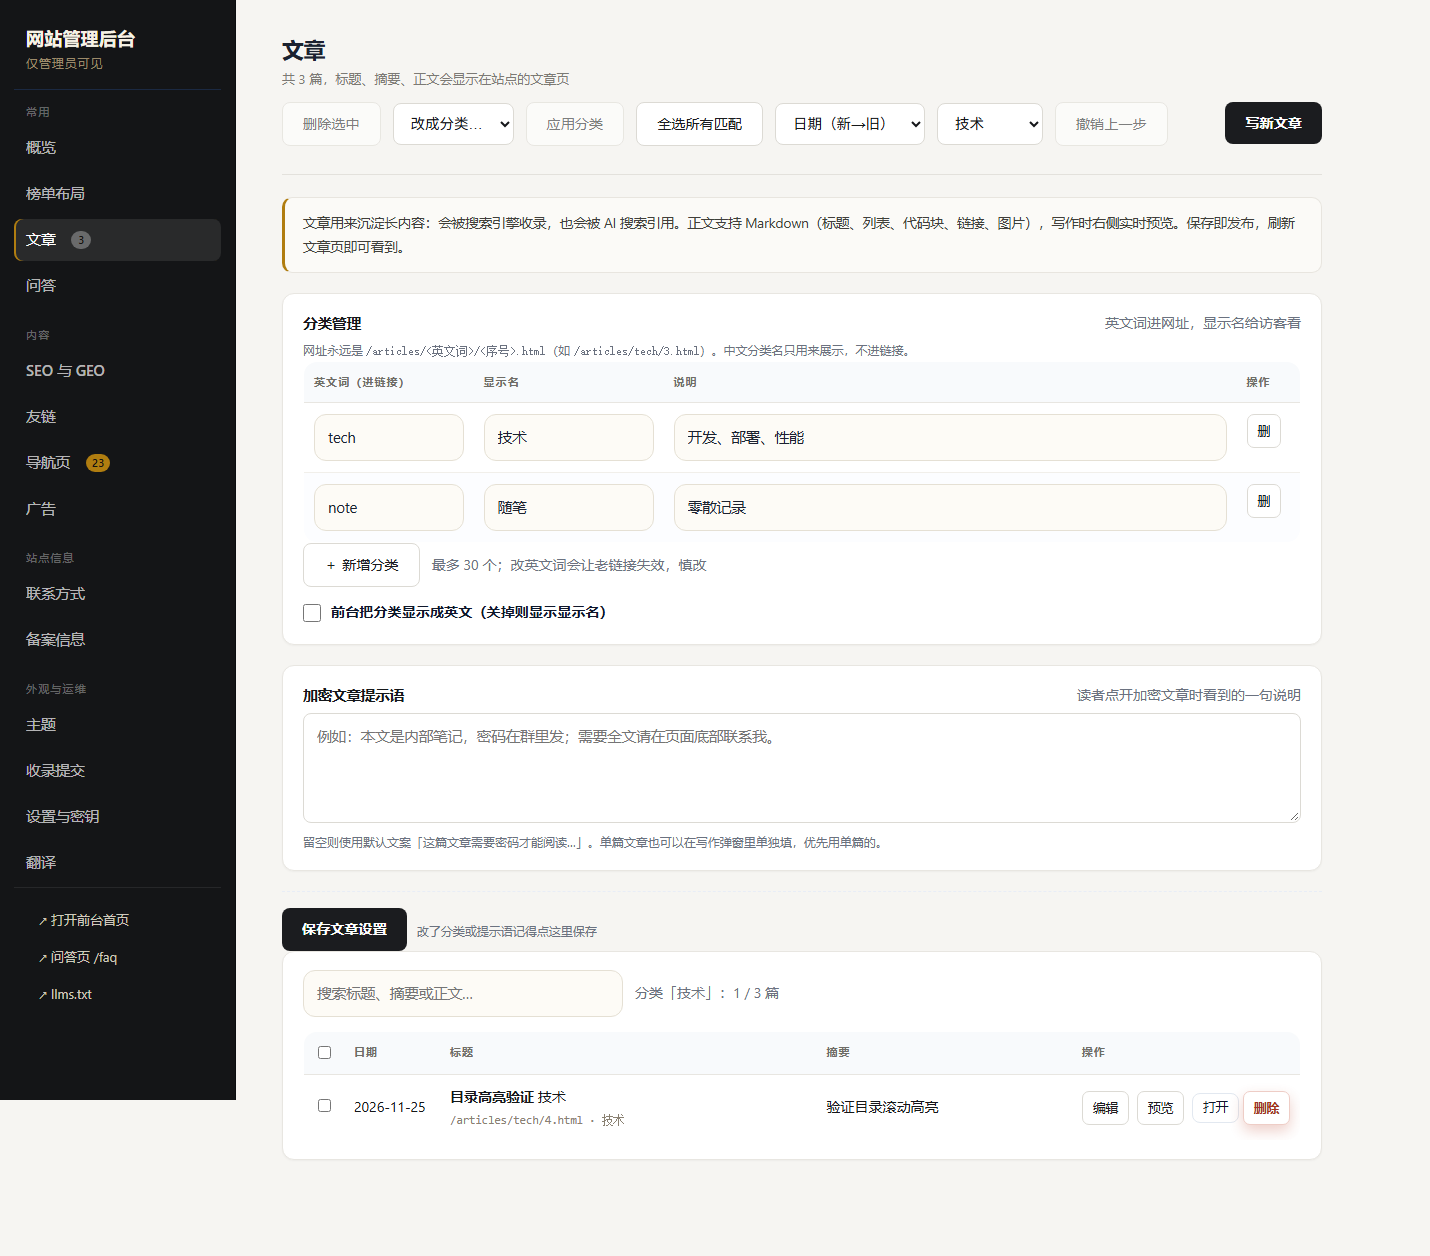 网站管理后台
仅管理员可见
常用
概览
榜单布局
文章 3
问答
内容
SEO 与 GEO
友链
导航页 23
广告
站点信息
联系方式
备案信息
外观与运维
主题
收录提交
设置与密钥
翻译
↗ 打开前台首页
↗ 问答页 /faq
↗ llms.txt
文章
共 3 篇，标题、摘要、正文会显示在站点的文章页
删除选中 改成分类... 应用分类 全选所有匹配 日期（新→旧） 技术 撤销上一步 写新文章
文章用来沉淀长内容：会被搜索引擎收录，也会被 AI 搜索引用。正文支持 Markdown（标题、列表、代码块、链接、图片），写作时右侧实时预览。保存即发布，刷新
文章页即可看到。
分类管理 英文词进网址，显示名给访客看
网址永远是 /articles/<英文词>/<序号>.html（如 /articles/tech/3.html）。中文分类名只用来展示，不进链接。
英文词（进链接） 显示名 说明 操作
tech 技术 开发、部署、性能 删
note 随笔 零散记录 删
+ 新增分类 最多 30 个；改英文词会让老链接失效，慎改
前台把分类显示成英文（关掉则显示显示名）
加密文章提示语 读者点开加密文章时看到的一句说明
例如：本文是内部笔记，密码在群里发；需要全文请在页面底部联系我。
留空则使用默认文案「这篇文章需要密码才能阅读...」。单篇文章也可以在写作弹窗里单独填，优先用单篇的。
保存文章设置 改了分类或提示语记得点这里保存
搜索标题、摘要或正文... 分类「技术」：1 / 3 篇
日期 标题 摘要 操作
2026-11-25 目录高亮验证 技术 验证目录滚动高亮 编辑 预览 打开 删除
/articles/tech/4.html · 技术